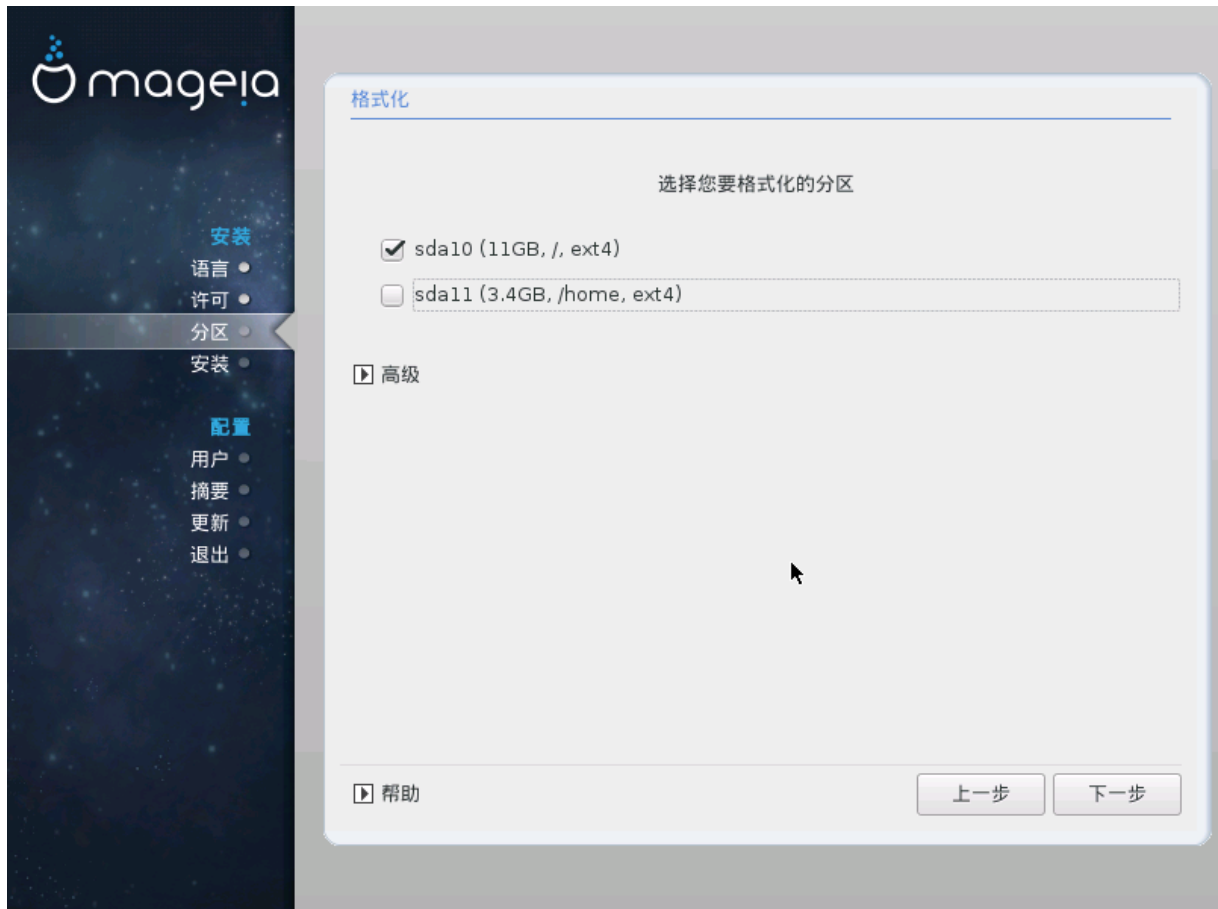 mageia
安装
语言
许可
分区
安装
配置
用户
摘要
更新
退出
格式化
选择您要格式化的分区
sda10 (11GB, /, ext4)
sda11 (3.4GB, /home, ext4)
高级
帮助
上一步
下一步